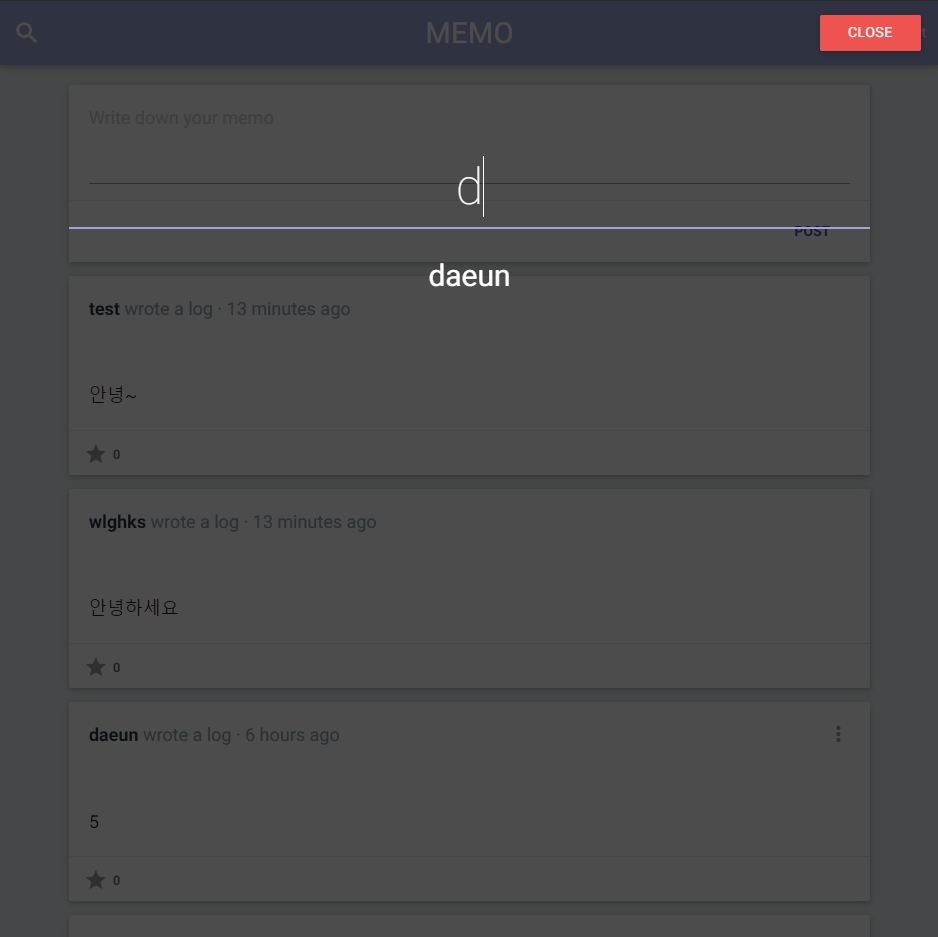 MEMO
CLOSE
Write down your memo
d
POST
daeun
test wrote a log · 13 minutes ago
안녕~
0
wlghks wrote a log · 13 minutes ago
안녕하세요
0
daeun wrote a log · 6 hours ago
5
0